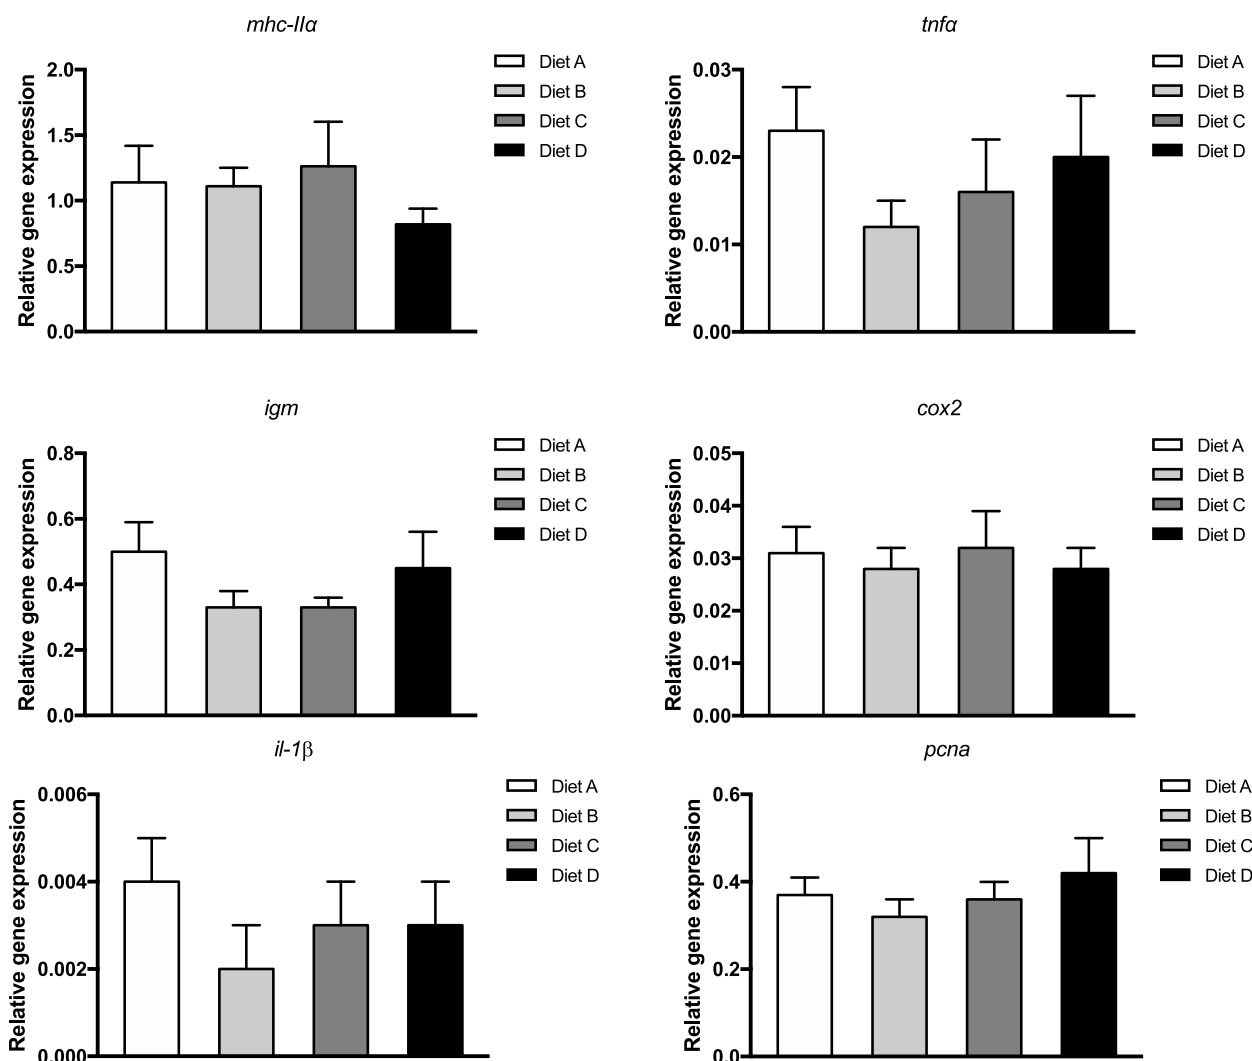 mhc-IIα
Relative gene expression
2.0
1.5
1.0
0.5
0.0
Diet A
Diet B
Diet C
Diet D
tnfα
Relative gene expression
0.03
0.02
0.01
0.00
Diet A
Diet B
Diet C
Diet D
igm
Relative gene expression
0.8
0.6
0.4
0.2
0.0
Diet A
Diet B
Diet C
Diet D
cox2
Relative gene expression
0.05
0.04
0.03
0.02
0.01
0.00
Diet A
Diet B
Diet C
Diet D
il-1β
Relative gene expression
0.006
0.004
0.002
0.000
Diet A
Diet B
Diet C
Diet D
pcna
Relative gene expression
0.6
0.4
0.2
0.0
Diet A
Diet B
Diet C
Diet D